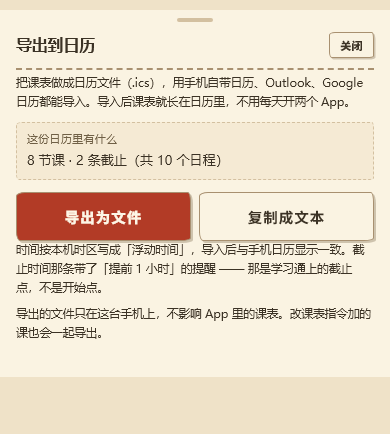 导出到日历
关闭
把课表做成日历文件（.ics），用手机自带日历、Outlook、Google
日历都能导入。导入后课表就长在日历里，不用每天开两个 App。
这份日历里有什么
8 节课 · 2 条截止（共 10 个日程）
导出为文件
复制成文本
时间按本机时区写成「浮动时间」，导入后与手机日历显示一致。截
止时间那条带了「提前 1 小时」的提醒 —— 那是学习通上的截止
点，不是开始点。
导出的文件只在这台手机上，不影响 App 里的课表。改课表指令加的
课也会一起导出。